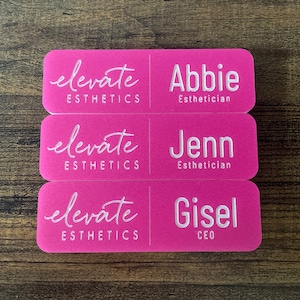 elevate
ESTHETICS
Abbie
Esthetician
elevate
ESTHETICS
Jenn
Esthetician
elevate
ESTHETICS
Gisel
CEO